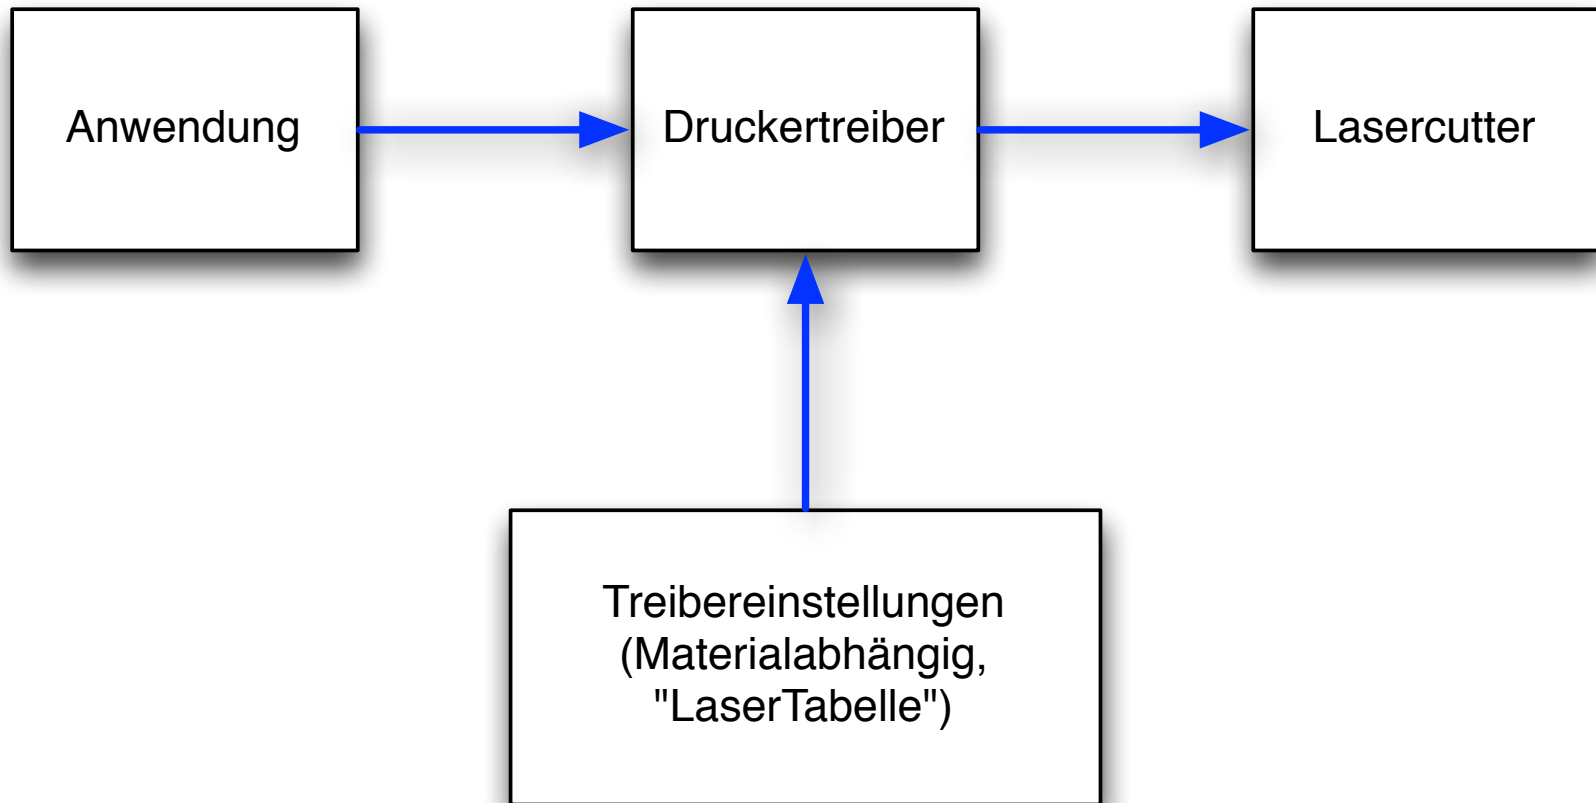 Anwendung
Druckertreiber
Lasercutter
Treibereinstellungen
(Materialabhängig,
"LaserTabelle")